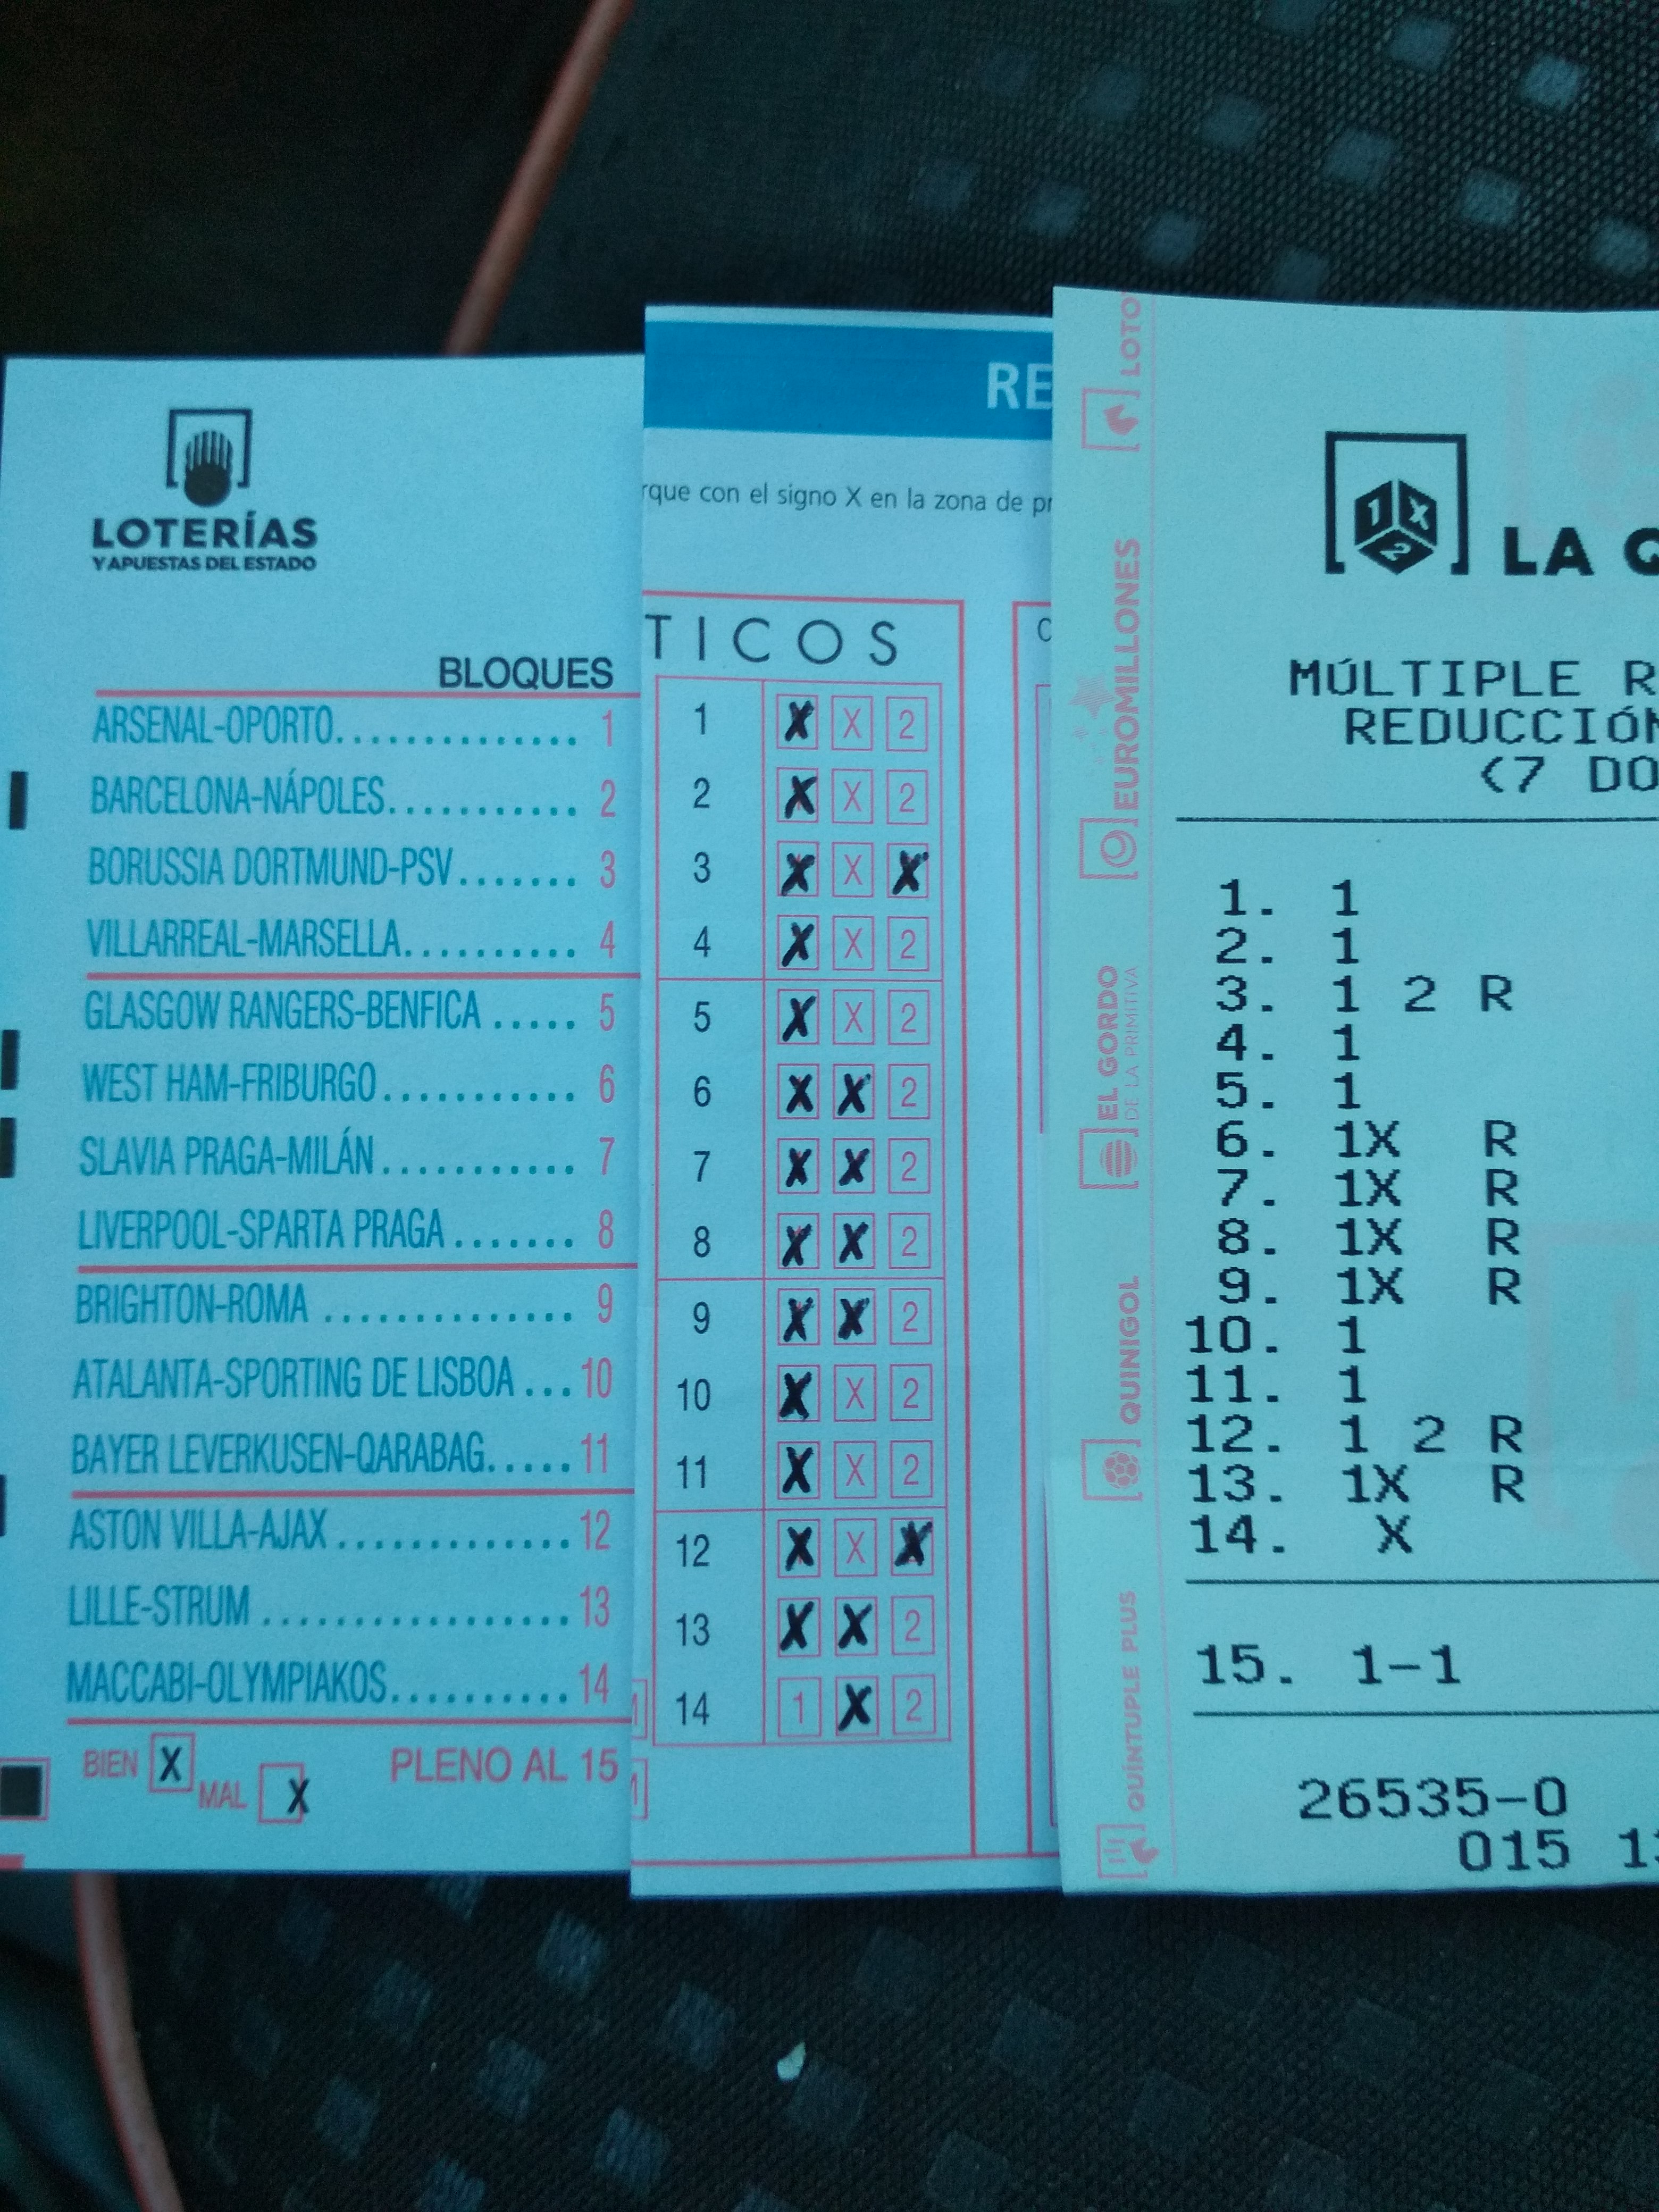 LOTERÍAS
Y APUESTAS DEL ESTADO
BLOQUES
ARSENAL-OPORTO.............. 1
BARCELONA-NÁPOLES........... 2
BORUSSIA DORTMUND-PSV....... 3
VILLARREAL-MARSELLA.......... 4
GLASGOW RANGERS-BENFICA ..... 5
WEST HAM-FRIBURGO........... 6
SLAVIA PRAGA-MILÁN........... 7
LIVERPOOL-SPARTA PRAGA ....... 8
BRIGHTON-ROMA .............. 9
ATALANTA-SPORTING DE LISBOA ... 10
BAYER LEVERKUSEN-QARABAG..... 11
ASTON VILLA-AJAX ............. 12
LILLE-STRUM .................. 13
MACCABI-OLYMPIAKOS.......... 14
BIEN X
MAL X
PLENO AL 15
RE
rque con el signo X en la zona de pr
TICOS
1 X X 2
2 X X 2
3 X X X
4 X X 2
5 X X 2
6 X X 2
7 X X 2
8 X X 2
9 X X 2
10 X X 2
11 X X 2
12 X X X
13 X X 2
14 1 X 2
LOTO
EUROMILLONES
EL GORDO
DE LA PRIMITIVA
QUINIGOL
QUÍNTUPLE PLUS
1X2
LA Q
MÚLTIPLE R
REDUCCIÓN
(7 DO
1. 1
2. 1
3. 1 2 R
4. 1
5. 1
6. 1X R
7. 1X R
8. 1X R
9. 1X R
10. 1
11. 1
12. 1 2 R
13. 1X R
14. X
15. 1-1
26535-0
015 1